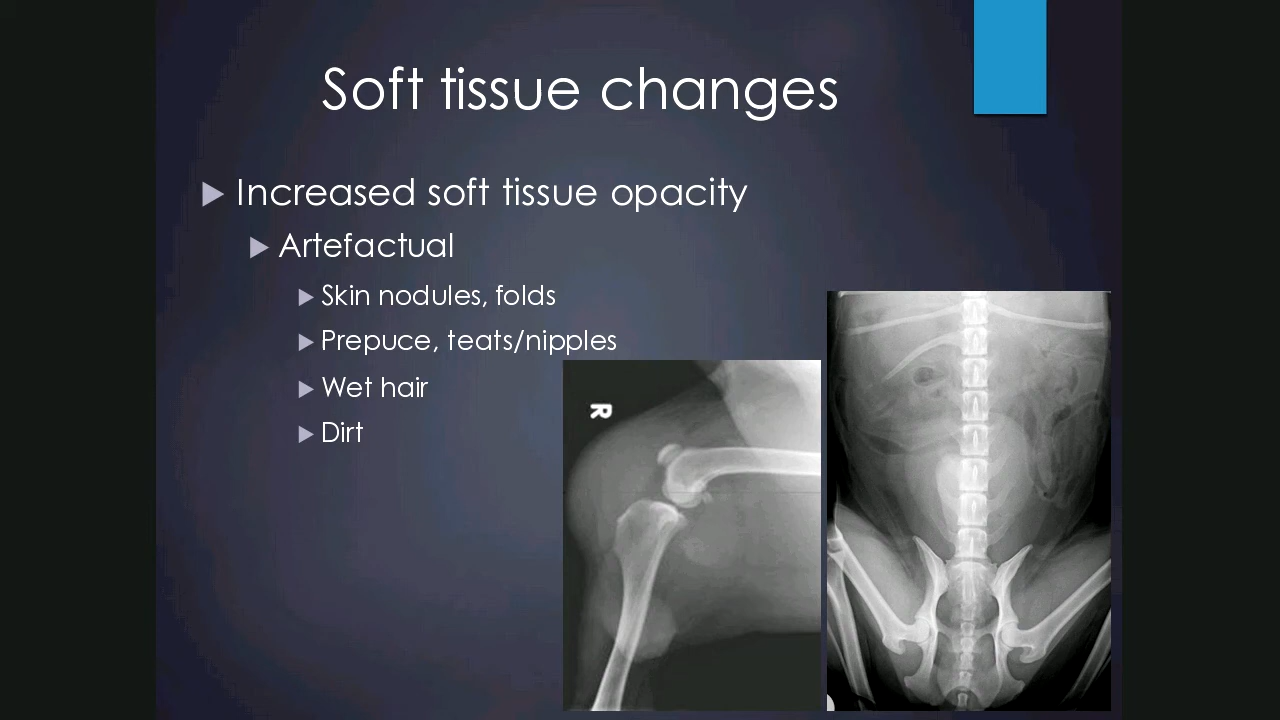 Soft tissue changes
Increased soft tissue opacity
Artefactual
Skin nodules, folds
Prepuce, teats/nipples
Wet hair
Dirt
R